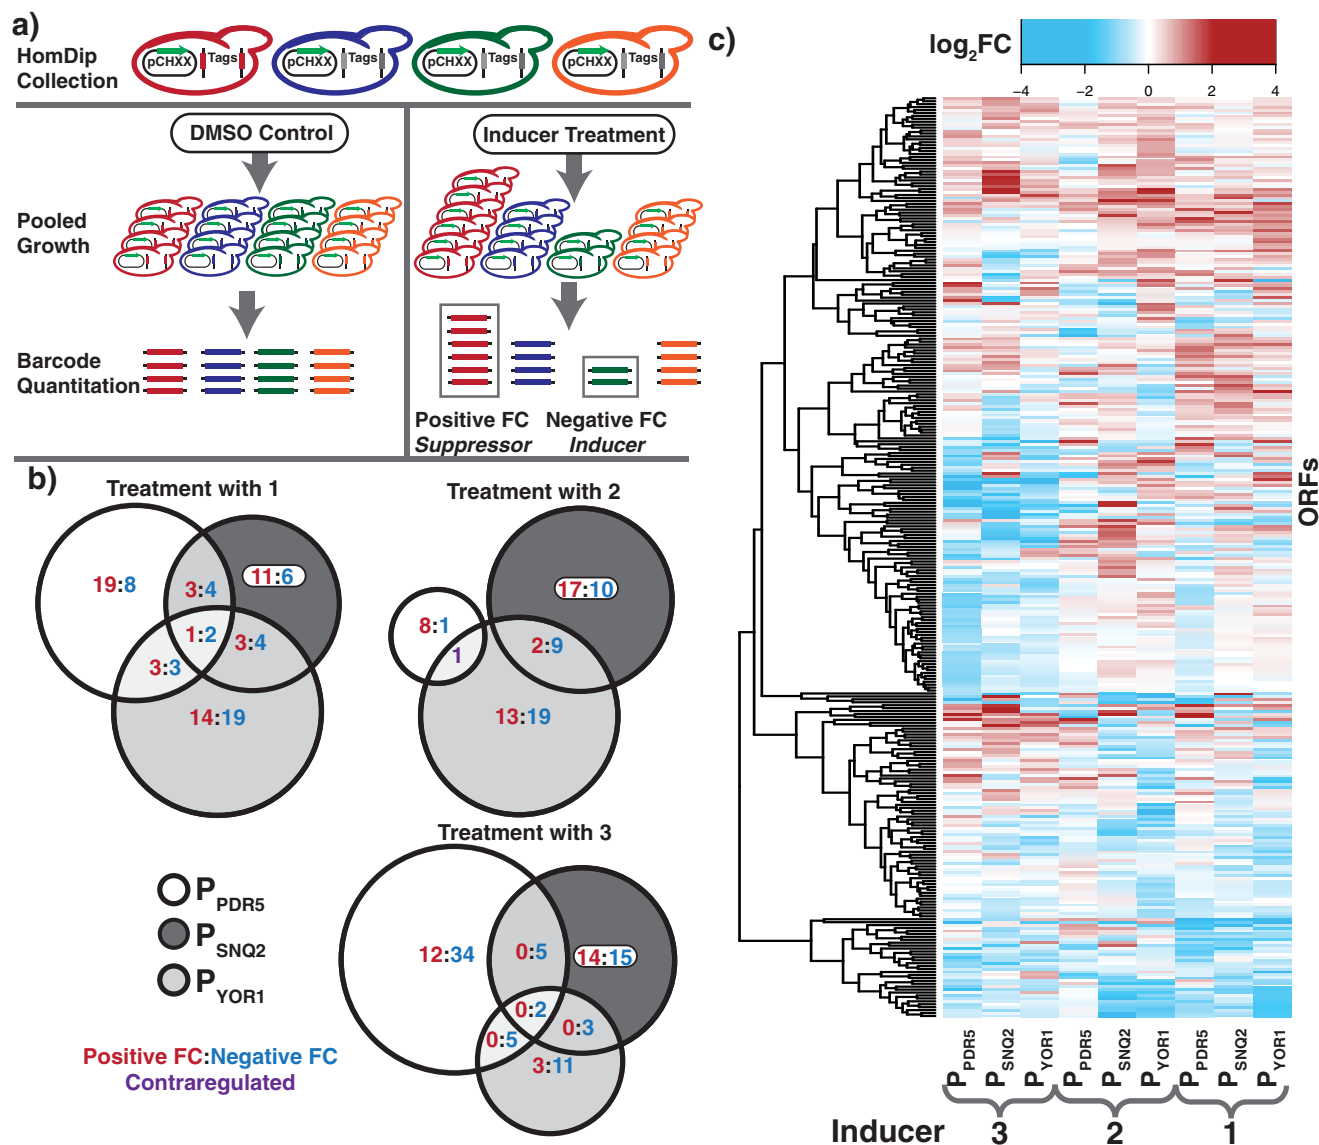 a)
HomDip
Collection
pCHXX Tags
pCHXX Tags
pCHXX Tags
pCHXX Tags
DMSO Control
Inducer Treatment
Pooled
Growth
Barcode
Quantitation
Positive FC
Suppressor
Negative FC
Inducer
b)
Treatment with 1
19:8
3:4
11:6
1:2
3:4
3:3
14:19
Treatment with 2
17:10
8:1
1
2:9
13:19
Treatment with 3
12:34
0:5
14:15
0:2
0:3
0:5
3:11
PPDR5
PSNQ2
PYOR1
Positive FC:Negative FC
Contraregulated
c)
log2FC
−4 −2 0 2 4
ORFs
PPDR5 PSNQ2 PYOR1 PPDR5 PSNQ2 PYOR1 PPDR5 PSNQ2 PYOR1
Inducer 3 2 1